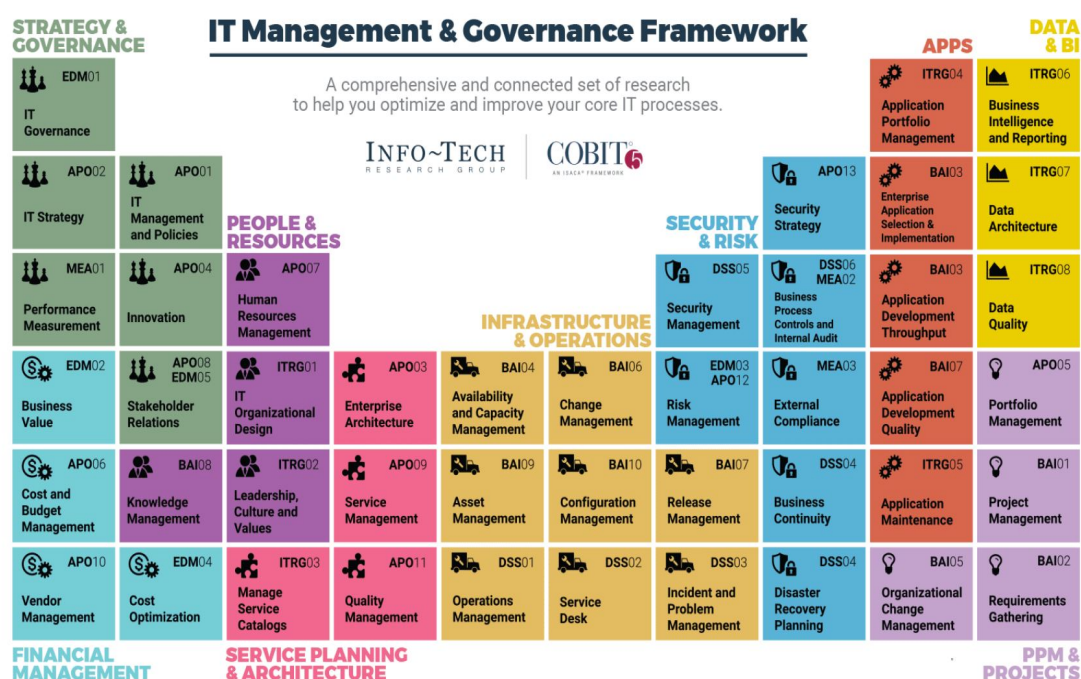 STRATEGY &
GOVERNANCE
IT Management & Governance Framework
A comprehensive and connected set of research
to help you optimize and improve your core IT processes.
INFO~TECH
RESEARCH GROUP
COBIT 5
AN ISACA® FRAMEWORK
APPS
DATA
& BI
EDM01
IT
Governance
ITRG04
Application
Portfolio
Management
ITRG06
Business
Intelligence
and Reporting
APO02
IT Strategy
APO01
IT
Management
and Policies
PEOPLE &
RESOURCES
SECURITY
& RISK
APO13
Security
Strategy
BAI03
Enterprise
Application
Selection &
Implementation
ITRG07
Data
Architecture
MEA01
Performance
Measurement
APO04
Innovation
APO07
Human
Resources
Management
INFRASTRUCTURE
& OPERATIONS
DSS05
Security
Management
DSS06
MEA02
Business
Process
Controls and
Internal Audit
BAI03
Application
Development
Throughput
ITRG08
Data
Quality
EDM02
Business
Value
APO08
EDM05
Stakeholder
Relations
ITRG01
IT
Organizational
Design
APO03
Enterprise
Architecture
BAI04
Availability
and Capacity
Management
BAI06
Change
Management
EDM03
APO12
Risk
Management
MEA03
External
Compliance
BAI07
Application
Development
Quality
APO05
Portfolio
Management
APO06
Cost and
Budget
Management
BAI08
Knowledge
Management
ITRG02
Leadership,
Culture and
Values
APO09
Service
Management
BAI09
Asset
Management
BAI10
Configuration
Management
BAI07
Release
Management
DSS04
Business
Continuity
ITRG05
Application
Maintenance
BAI01
Project
Management
APO10
Vendor
Management
EDM04
Cost
Optimization
ITRG03
Manage
Service
Catalogs
APO11
Quality
Management
DSS01
Operations
Management
DSS02
Service
Desk
DSS03
Incident and
Problem
Management
DSS04
Disaster
Recovery
Planning
BAI05
Organizational
Change
Management
BAI02
Requirements
Gathering
FINANCIAL
MANAGEMENT
SERVICE PLANNING
& ARCHITECTURE
PPM &
PROJECTS